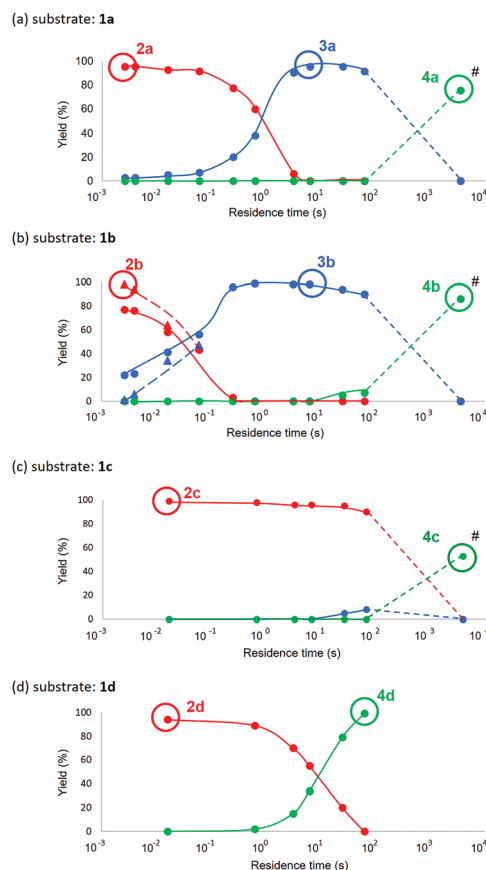 (a) substrate: 1a
2a
3a
4a
#
Yield (%)
100
80
60
40
20
0
10⁻³ 10⁻² 10⁻¹ 10⁰ 10¹ 10² 10³ 10⁴
Residence time (s)
(b) substrate: 1b
2b
3b
4b
#
Yield (%)
100
80
60
40
20
0
10⁻³ 10⁻² 10⁻¹ 10⁰ 10¹ 10² 10³ 10⁴
Residence time (s)
(c) substrate: 1c
2c
4c
#
Yield (%)
100
80
60
40
20
0
10⁻³ 10⁻² 10⁻¹ 10⁰ 10¹ 10² 10³ 10⁴
Residence time (s)
(d) substrate: 1d
2d
4d
Yield (%)
100
80
60
40
20
0
10⁻³ 10⁻² 10⁻¹ 10⁰ 10¹ 10² 10³ 10⁴
Residence time (s)